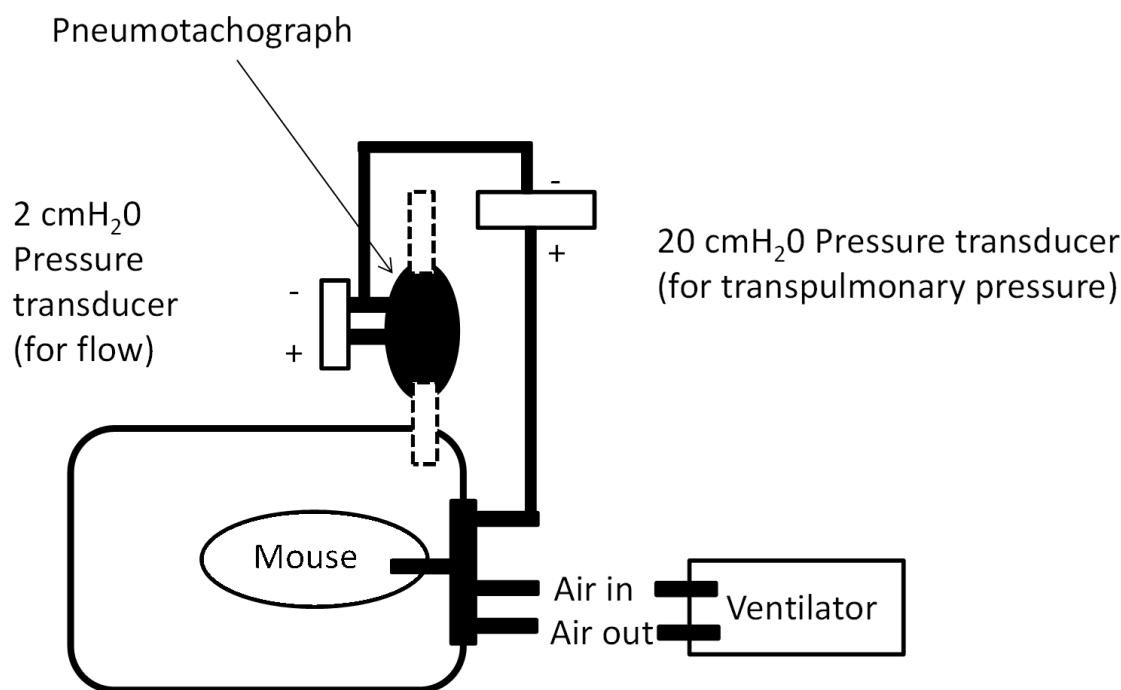 Pneumotachograph
2 cmH₂0
Pressure
transducer
(for flow)
-
+
-
+
20 cmH₂0 Pressure transducer
(for transpulmonary pressure)
Mouse
Air in
Air out
Ventilator